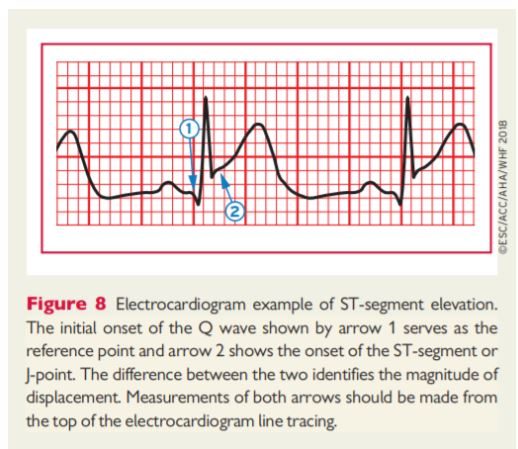 1
2
©ESC/ACC/AHA/WHF 2018
Figure 8 Electrocardiogram example of ST-segment elevation.
The initial onset of the Q wave shown by arrow 1 serves as the
reference point and arrow 2 shows the onset of the ST-segment or
J-point. The difference between the two identifies the magnitude of
displacement. Measurements of both arrows should be made from
the top of the electrocardiogram line tracing.